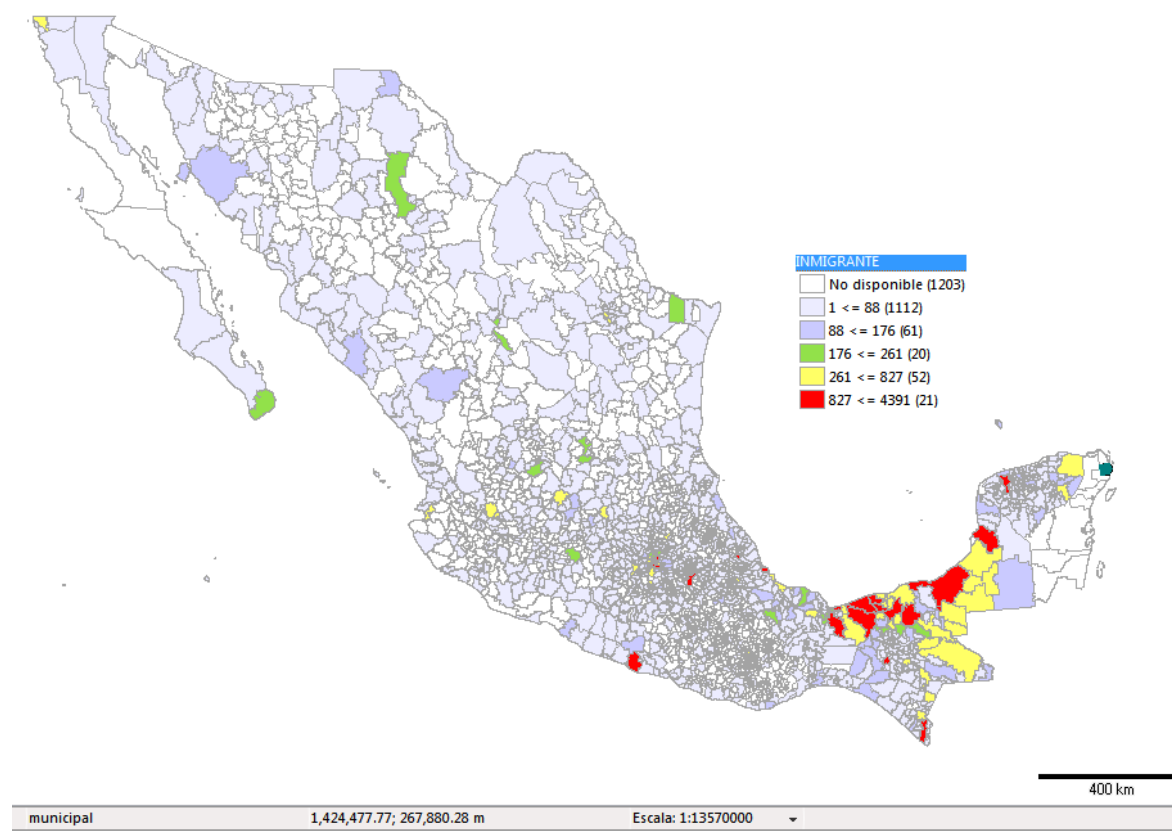 INMIGRANTE
No disponible (1203)
1 <= 88 (1112)
88 <= 176 (61)
176 <= 261 (20)
261 <= 827 (52)
827 <= 4391 (21)
400 km
municipal 1,424,477.77; 267,880.28 m Escala: 1:13570000